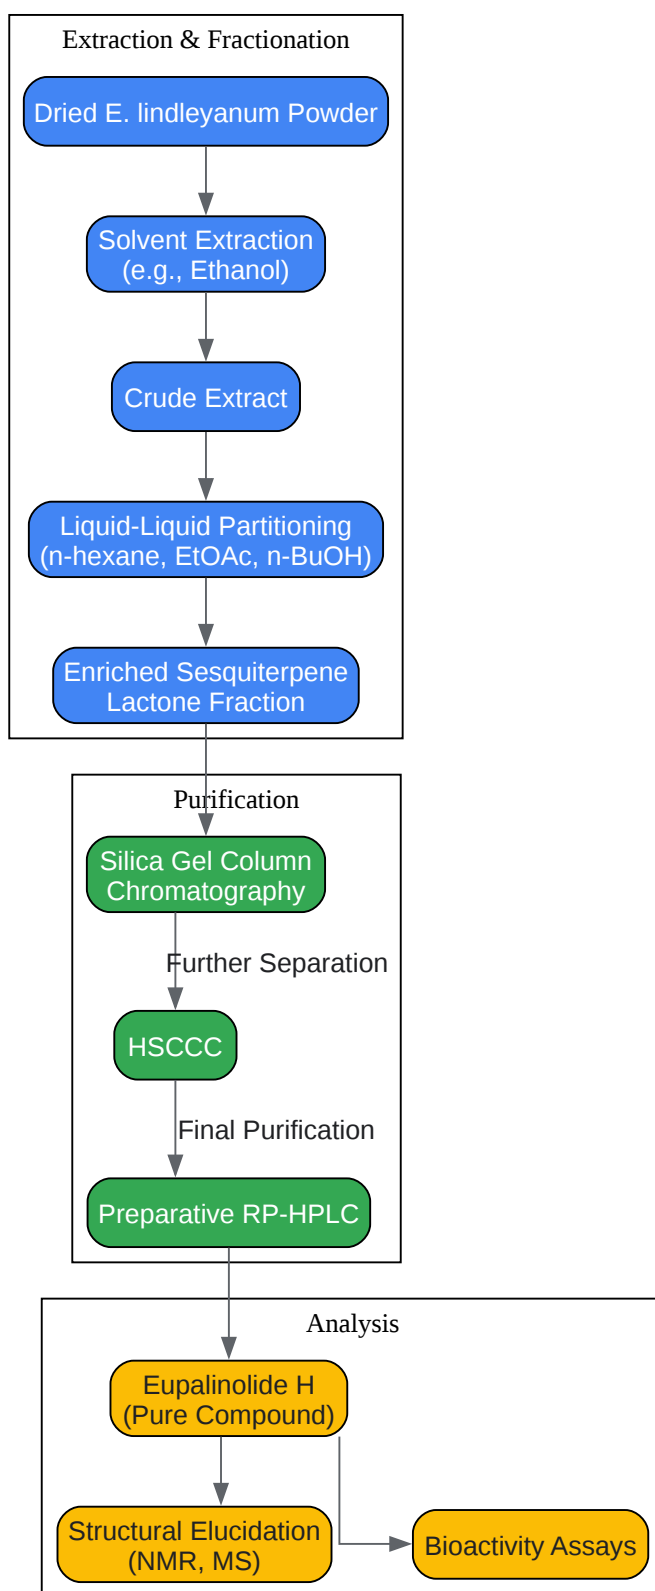 Extraction & Fractionation
Dried E. lindleyanum Powder
Solvent Extraction
(e.g., Ethanol)
Crude Extract
Liquid-Liquid Partitioning
(n-hexane, EtOAc, n-BuOH)
Enriched Sesquiterpene
Lactone Fraction
Purification
Silica Gel Column
Chromatography
Further Separation
HSCCC
Final Purification
Preparative RP-HPLC
Analysis
Eupalinolide H
(Pure Compound)
Structural Elucidation
(NMR, MS)
Bioactivity Assays